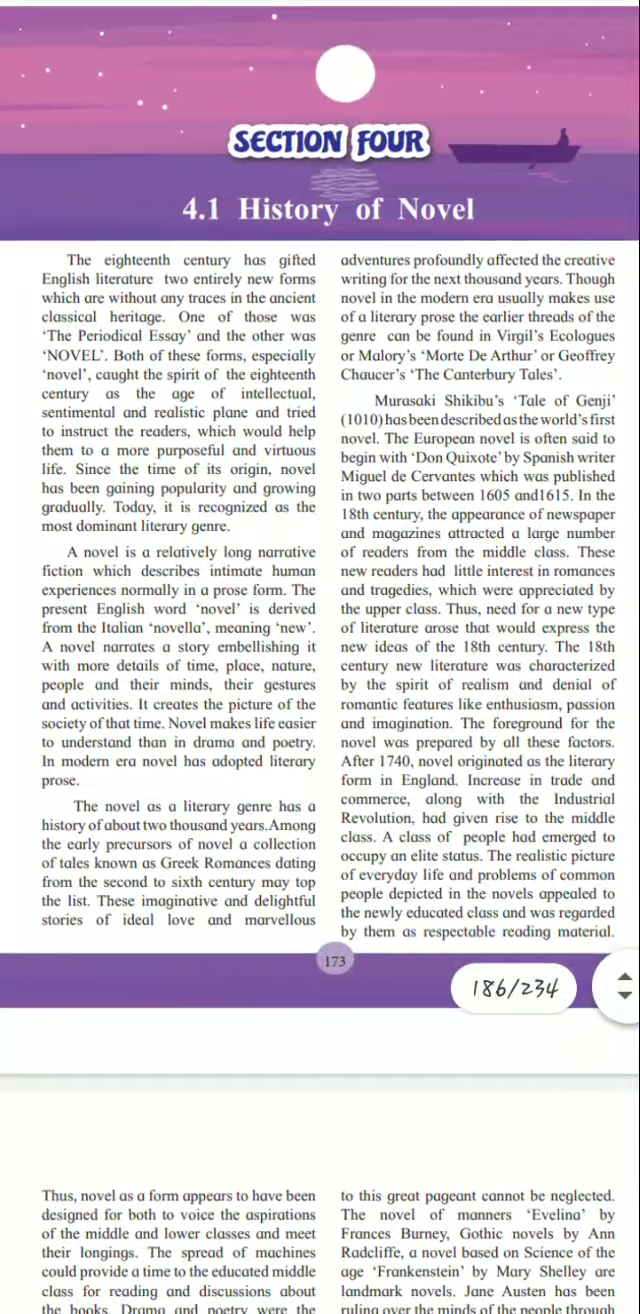 SECTION FOUR
4.1 History of Novel
The eighteenth century has gifted
English literature two entirely new forms
which are without any traces in the ancient
classical heritage. One of those was
‘The Periodical Essay’ and the other was
‘NOVEL’. Both of these forms, especially
‘novel’, caught the spirit of the eighteenth
century as the age of intellectual,
sentimental and realistic plane and tried
to instruct the readers, which would help
them to a more purposeful and virtuous
life. Since the time of its origin, novel
has been gaining popularity and growing
gradually. Today, it is recognized as the
most dominant literary genre.
A novel is a relatively long narrative
fiction which describes intimate human
experiences normally in a prose form. The
present English word ‘novel’ is derived
from the Italian ‘novella’, meaning ‘new’.
A novel narrates a story embellishing it
with more details of time, place, nature,
people and their minds, their gestures
and activities. It creates the picture of the
society of that time. Novel makes life easier
to understand than in drama and poetry.
In modern era novel has adopted literary
prose.
The novel as a literary genre has a
history of about two thousand years.Among
the early precursors of novel a collection
of tales known as Greek Romances dating
from the second to sixth century may top
the list. These imaginative and delightful
stories of ideal love and marvellous
adventures profoundly affected the creative
writing for the next thousand years. Though
novel in the modern era usually makes use
of a literary prose the earlier threads of the
genre can be found in Virgil’s Ecologues
or Malory’s ‘Morte De Arthur’ or Geoffrey
Chaucer’s ‘The Canterbury Tales’.
Murasaki Shikibu’s ‘Tale of Genji’
(1010) has been described as the world’s first
novel. The European novel is often said to
begin with ‘Don Quixote’ by Spanish writer
Miguel de Cervantes which was published
in two parts between 1605 and1615. In the
18th century, the appearance of newspaper
and magazines attracted a large number
of readers from the middle class. These
new readers had little interest in romances
and tragedies, which were appreciated by
the upper class. Thus, need for a new type
of literature arose that would express the
new ideas of the 18th century. The 18th
century new literature was characterized
by the spirit of realism and denial of
romantic features like enthusiasm, passion
and imagination. The foreground for the
novel was prepared by all these factors.
After 1740, novel originated as the literary
form in England. Increase in trade and
commerce, along with the Industrial
Revolution, had given rise to the middle
class. A class of people had emerged to
occupy an elite status. The realistic picture
of everyday life and problems of common
people depicted in the novels appealed to
the newly educated class and was regarded
by them as respectable reading material.
173
186/234
Thus, novel as a form appears to have been
designed for both to voice the aspirations
of the middle and lower classes and meet
their longings. The spread of machines
could provide a time to the educated middle
class for reading and discussions about
the books. Drama and poetry were the
to this great pageant cannot be neglected.
The novel of manners ‘Evelina’ by
Frances Burney, Gothic novels by Ann
Radcliffe, a novel based on Science of the
age ‘Frankenstein’ by Mary Shelley are
landmark novels. Jane Austen has been
ruling over the minds of the people through